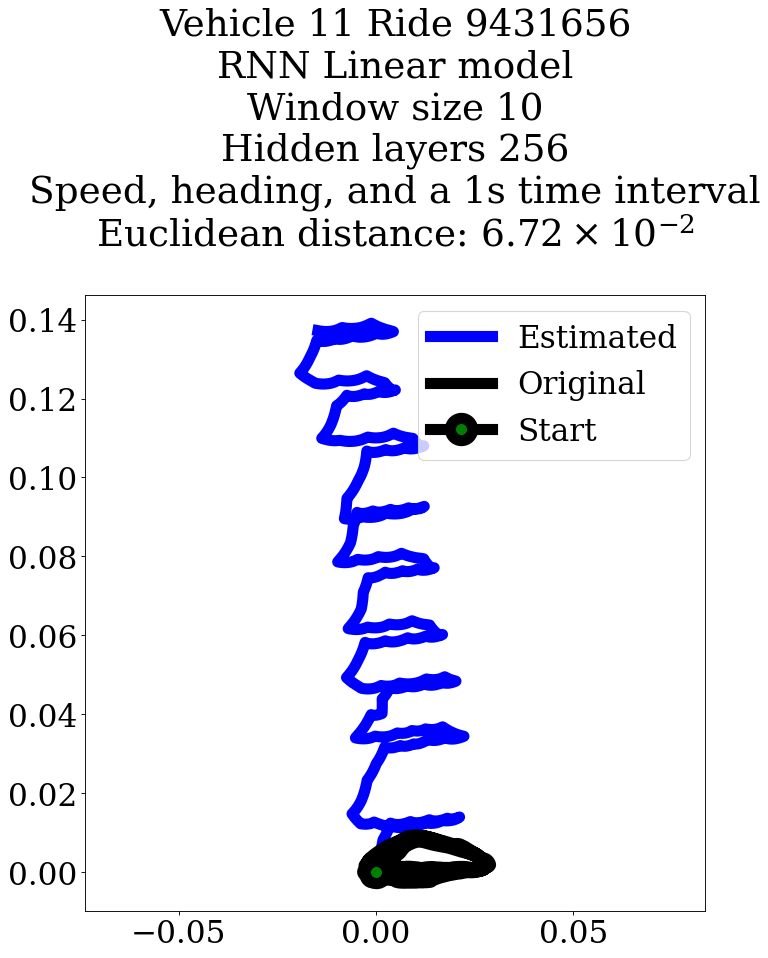 Vehicle 11 Ride 9431656
RNN Linear model
Window size 10
Hidden layers 256
Speed, heading, and a 1s time interval
Euclidean distance: 6.72 × 10⁻²
0.14
0.12
0.10
0.08
0.06
0.04
0.02
0.00
Estimated
Original
Start
−0.05 0.00 0.05